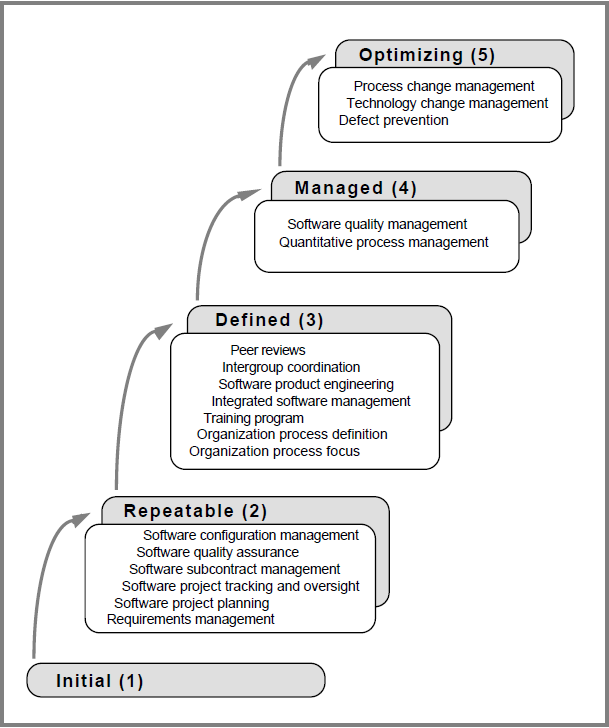 Optimizing (5)
Process change management
Technology change management
Defect prevention
Managed (4)
Software quality management
Quantitative process management
Defined (3)
Peer reviews
Intergroup coordination
Software product engineering
Integrated software management
Training program
Organization process definition
Organization process focus
Repeatable (2)
Software configuration management
Software quality assurance
Software subcontract management
Software project tracking and oversight
Software project planning
Requirements management
Initial (1)